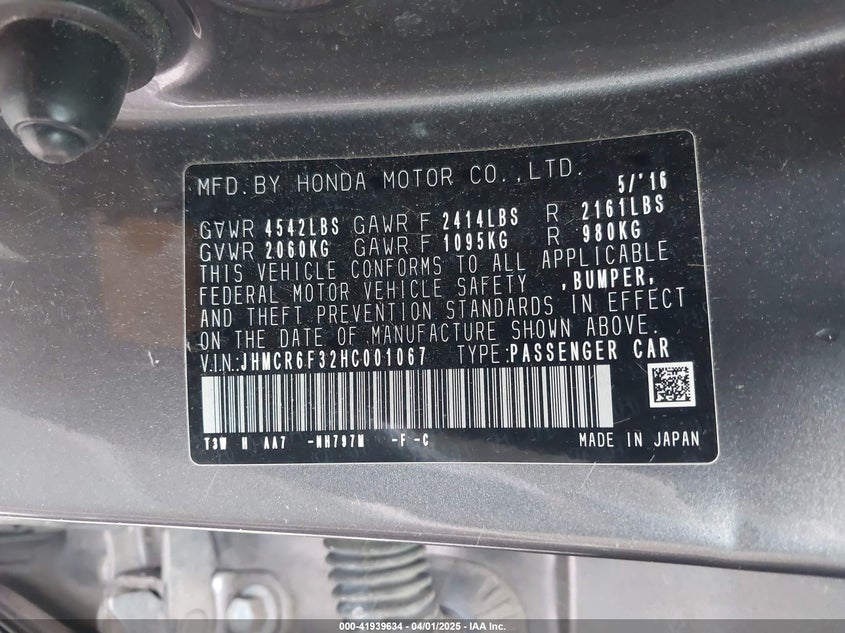 MFD. BY HONDA MOTOR CO., LTD. 5/'16
GVWR 4542LBS GAWR F 2414LBS R 2161LBS
GVWR 2060KG GAWR F 1095KG R 980KG
THIS VEHICLE CONFORMS TO ALL APPLICABLE
FEDERAL MOTOR VEHICLE SAFETY ,BUMPER,
AND THEFT PREVENTION STANDARDS IN EFFECT
ON THE DATE OF MANUFACTURE SHOWN ABOVE.
V.I.N.:JHMCR6F32HC001067 TYPE:PASSENGER CAR
T3W H AA7 -NH797M -F -C MADE IN JAPAN
000-41939634 / 04/01/2025 - IAA Inc.